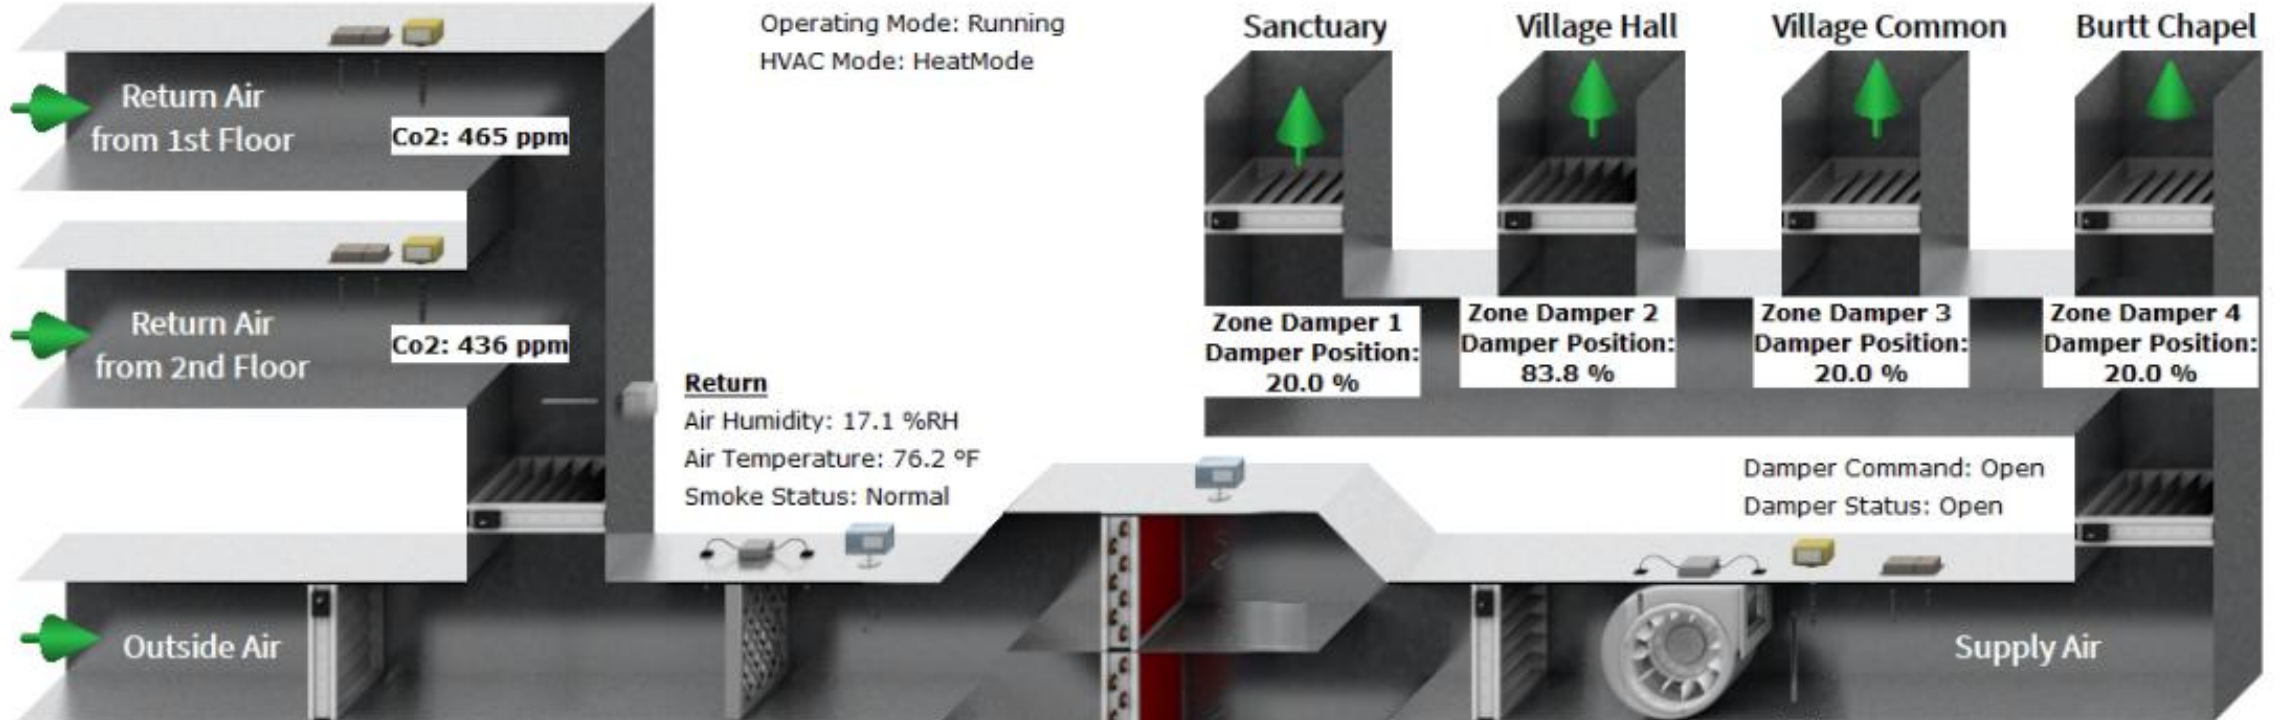 Operating Mode: Running
HVAC Mode: HeatMode
Sanctuary
Village Hall
Village Common
Burtt Chapel
Return Air
from 1st Floor
Co2: 465 ppm
Return Air
from 2nd Floor
Co2: 436 ppm
Zone Damper 1
Damper Position:
20.0 %
Zone Damper 2
Damper Position:
83.8 %
Zone Damper 3
Damper Position:
20.0 %
Zone Damper 4
Damper Position:
20.0 %
Return
Air Humidity: 17.1 %RH
Air Temperature: 76.2 °F
Smoke Status: Normal
Damper Command: Open
Damper Status: Open
Outside Air
Supply Air